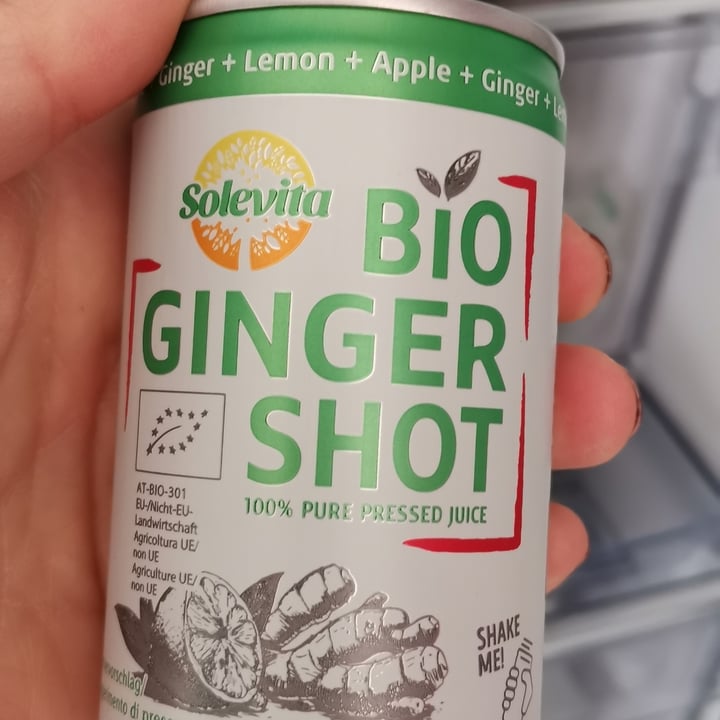 Ginger + Lemon + Apple + Ginger +
Solevita
BiO
GINGER
SHOT
100% PURE PRESSED JUICE
AT-BIO-301
EU-/Nicht-EU-
Landwirtschaft
Agricoltura UE/
non UE
Agriculture UE/
non UE
SHAKE
ME!